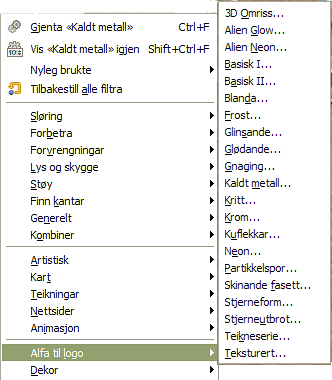 Gjenta «Kaldt metall» Ctrl+F
Vis «Kaldt metall» igjen Shift+Ctrl+F
Nyleg brukte
Tilbakestill alle filtra
Sløring
Forbetra
Forvrengningar
Lys og skygge
Støy
Finn kantar
Generelt
Kombiner
Artistisk
Kart
Teikningar
Nettsider
Animasjon
Alfa til logo
Dekor
3D Omriss...
Alien Glow...
Alien Neon...
Basisk I...
Basisk II...
Blanda...
Frost...
Glinsande...
Glødande...
Gnaging...
Kaldt metall...
Kritt...
Krom...
Kuflekkar...
Neon...
Partikkelspor...
Skinande fasett...
Stjerneform...
Stjerneutbrot...
Teikneserie...
Teksturert...